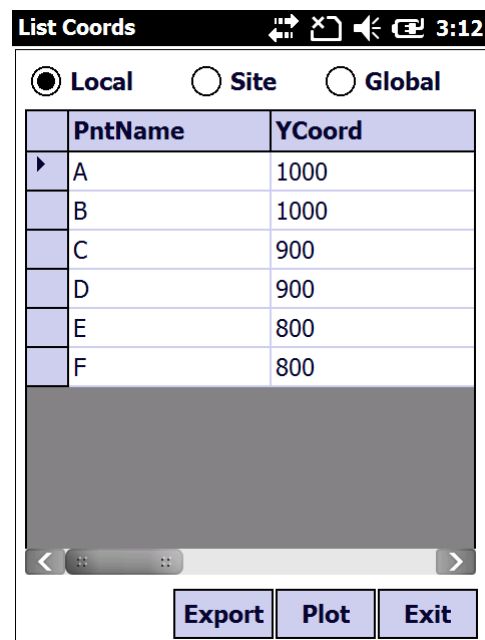 List Coords 3:12
Local Site Global
PntName YCoord
A 1000
B 1000
C 900
D 900
E 800
F 800
Export Plot Exit